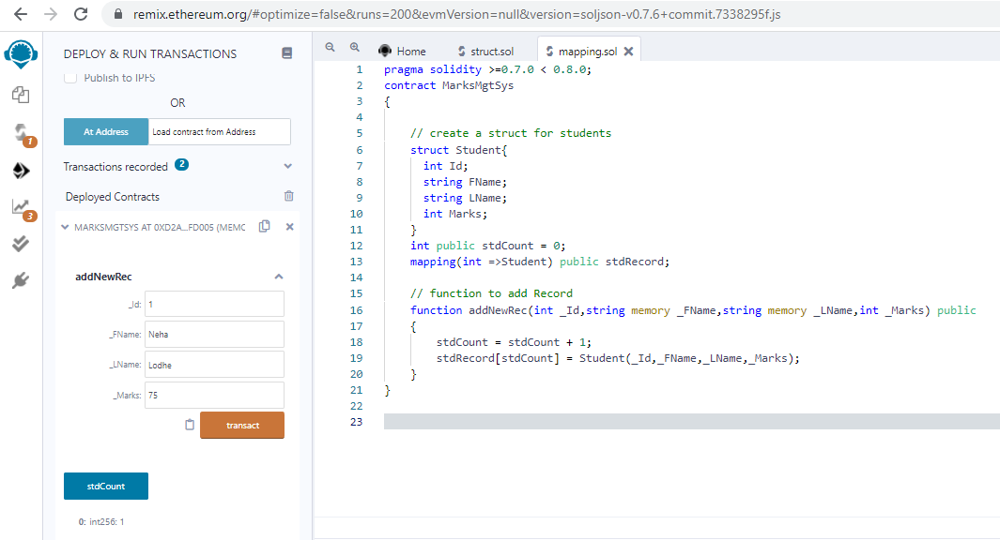 remix.ethereum.org/#optimize=false&runs=200&evmVersion=null&version=soljson-v0.7.6+commit.7338295f.js
DEPLOY & RUN TRANSACTIONS
Publish to IPFS
OR
At Address Load contract from Address
Transactions recorded 2
Deployed Contracts
MARKSMGTSYS AT 0XD2A...FD005 (MEMC
addNewRec
_Id: 1
_FName: Neha
_LName: Lodhe
_Marks: 75
transact
stdCount
0: int256: 1
1
3
Home struct.sol mapping.sol
1 pragma solidity >=0.7.0 < 0.8.0;
2 contract MarksMgtSys
3 {
4
5 // create a struct for students
6 struct Student{
7 int Id;
8 string FName;
9 string LName;
10 int Marks;
11 }
12 int public stdCount = 0;
13 mapping(int =>Student) public stdRecord;
14
15 // function to add Record
16 function addNewRec(int _Id,string memory _FName,string memory _LName,int _Marks) public
17 {
18 stdCount = stdCount + 1;
19 stdRecord[stdCount] = Student(_Id,_FName,_LName,_Marks);
20 }
21 }
22
23